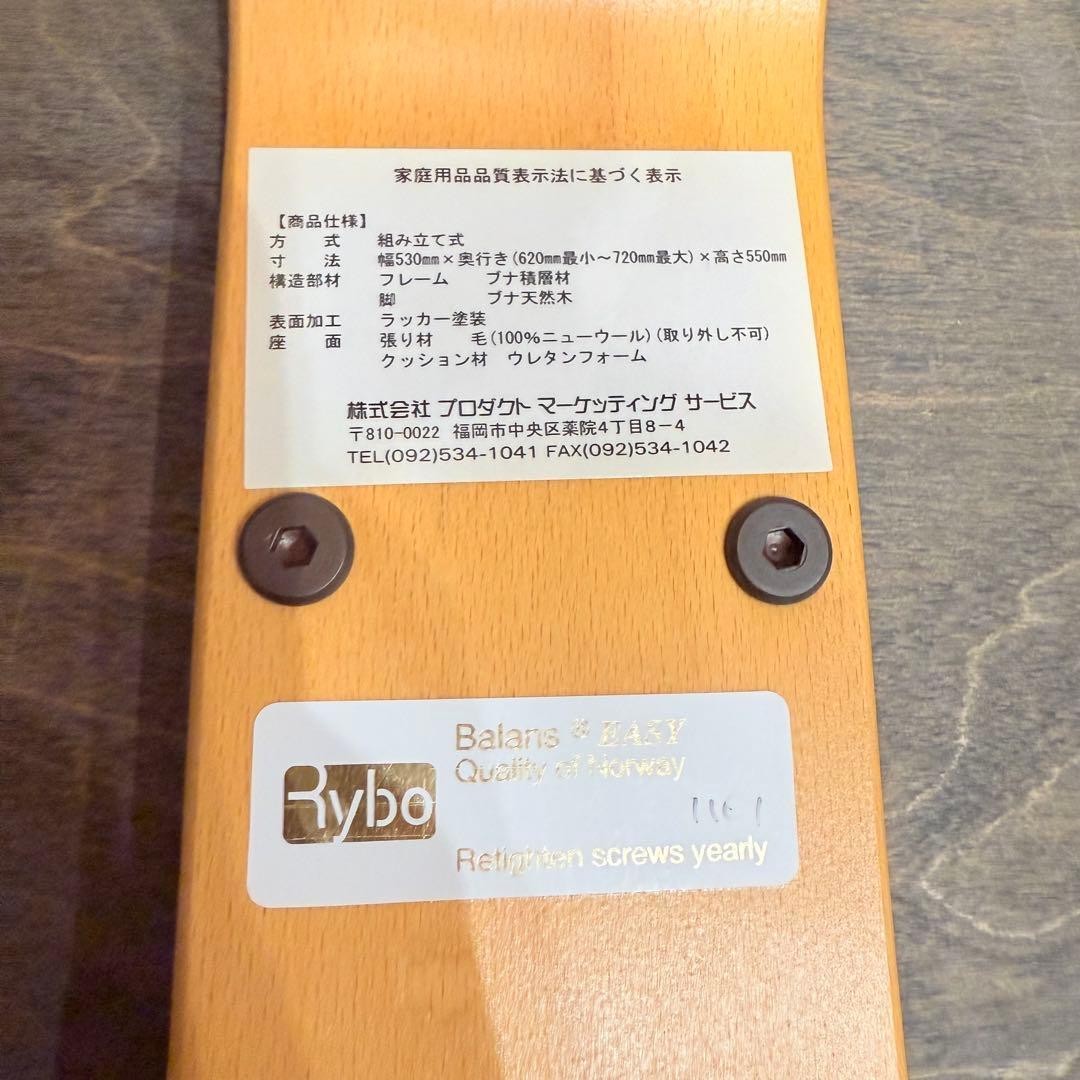 家庭用品品質表示法に基づく表示
【商品仕様】
方　式　組み立て式
寸　法　幅530mm×奥行き(620mm最小～720mm最大)×高さ550mm
構造部材　フレーム　ブナ積層材
脚　ブナ天然木
表面加工　ラッカー塗装
座　面　張り材　毛(100%ニューウール)(取り外し不可)
クッション材　ウレタンフォーム
株式会社 プロダクト マーケッティング サービス
〒810-0022 福岡市中央区薬院4丁目8-4
TEL(092)534-1041 FAX(092)534-1042
Balans ® EASY
Quality of Norway
Rybo
Retighten screws yearly